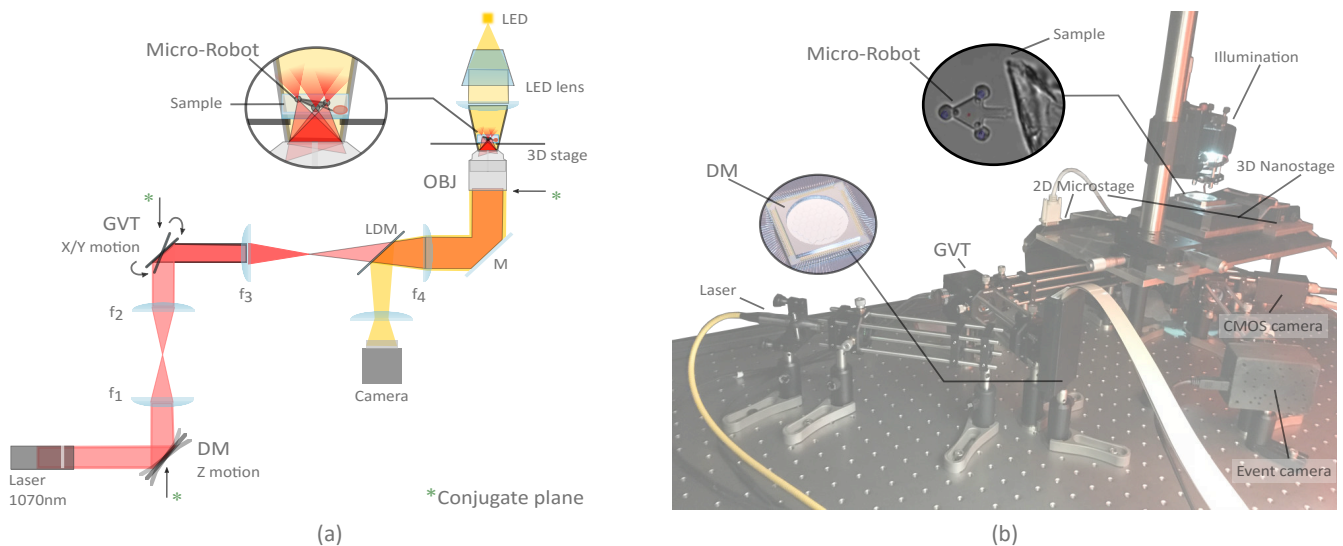 LED
Micro-Robot
LED lens
Sample
3D stage
OBJ
*
*
GVT
X/Y motion
LDM
M
f3
f4
f2
Camera
f1
DM
Z motion
Laser
1070nm
*
*Conjugate plane
(a)
Sample
Micro-Robot
Illumination
DM
3D Nanostage
2D Microstage
GVT
Laser
CMOS camera
Event camera
(b)